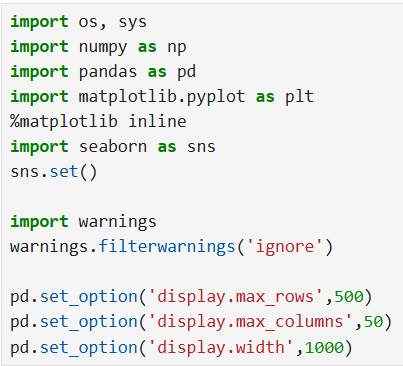 import os, sys
import numpy as np
import pandas as pd
import matplotlib.pyplot as plt
%matplotlib inline
import seaborn as sns
sns.set()
import warnings
warnings.filterwarnings('ignore')
pd.set_option('display.max_rows',500)
pd.set_option('display.max_columns',50)
pd.set_option('display.width',1000)